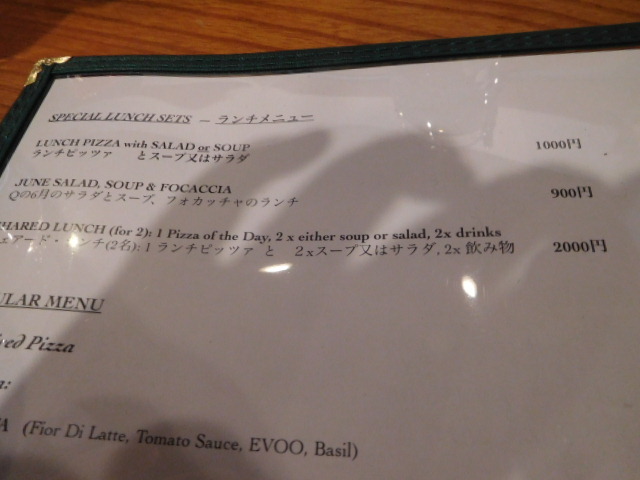 SPECIAL LUNCH SETS — ランチメニュー
LUNCH PIZZA with SALAD or SOUP 1000円
ランチピッツァ とスープ又はサラダ
JUNE SALAD, SOUP & FOCACCIA 900円
Qの6月のサラダとスープ、フォカッチャのランチ
HARED LUNCH (for 2): 1 Pizza of the Day, 2 x either soup or salad, 2x drinks
ェアード・ランチ(2名): 1 ランチピッツァ と 2 xスープ又はサラダ, 2x 飲み物 2000円
ULAR MENU
Pizza
(Fior Di Latte, Tomato Sauce, EVOO, Basil)